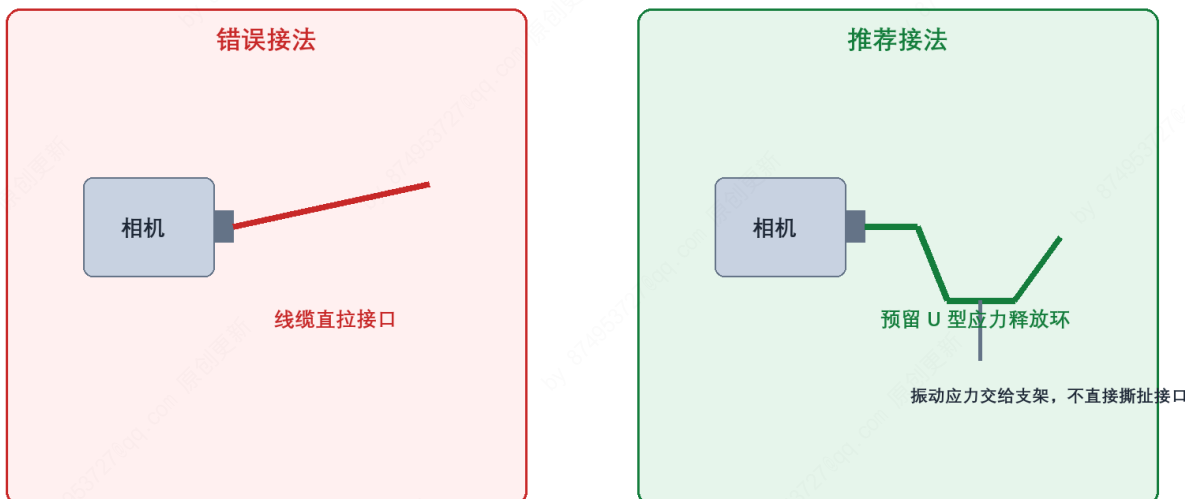 错误接法
相机
线缆直拉接口
推荐接法
相机
预留 U 型应力释放环
振动应力交给支架，不直接撕扯接口